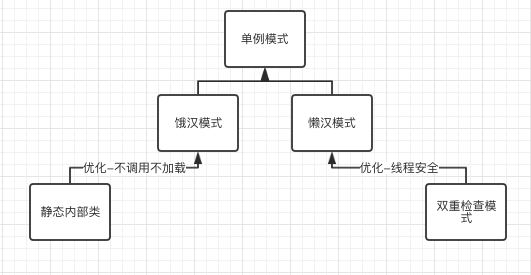 单例模式
饿汉模式
懒汉模式
优化-不调用不加载
优化-线程安全
静态内部类
双重检查模
式